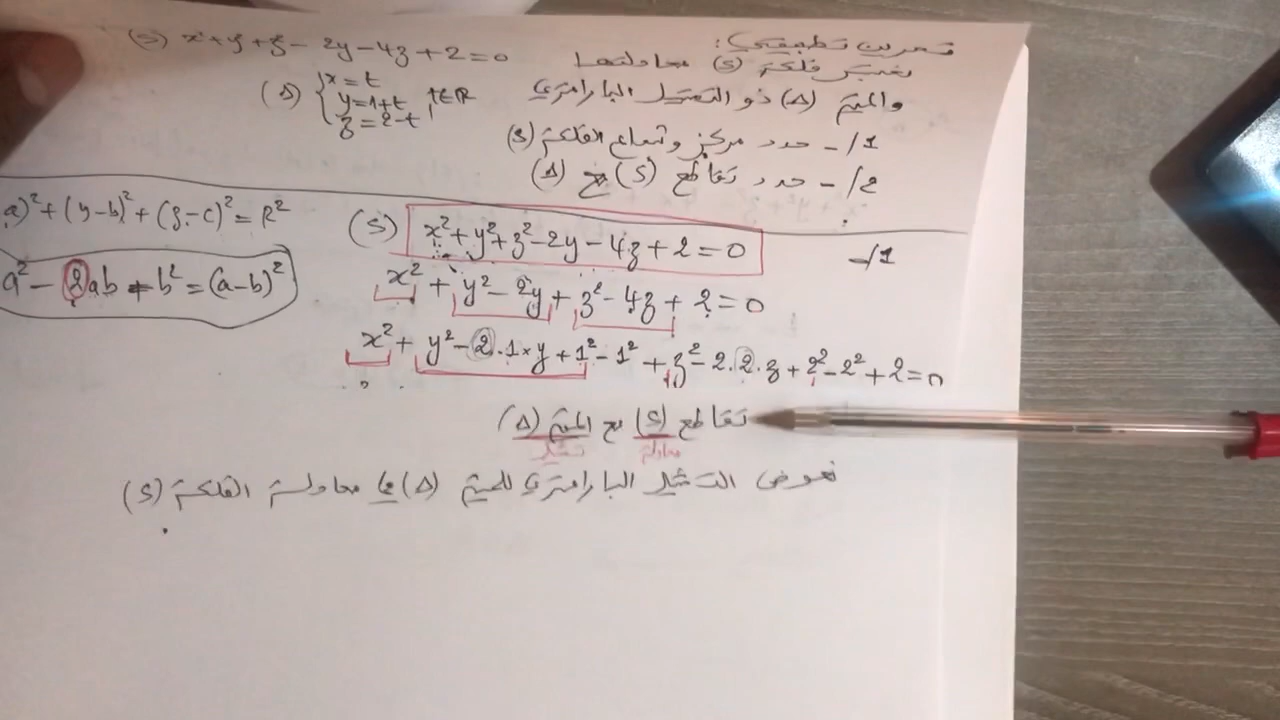 تمرين تطبيقي:
نعتبر فلكة (S) معادلتها (S) x²+y²+z²-2y-4z+2=0
والمستقيم (Δ) ذو التمثيل البارامتري (Δ) { x=t
y=1+t , t∈R
z=2-t
1/- حدد مركز وشعاع الفلكة (S)
2/- حدد تقاطع (S) مع (Δ)
a)²+(y-b)²+(z-c)²=R²
a²-2ab+b²=(a-b)²
1/-
(S) x²+y²+z²-2y-4z+2=0
x²+y²-2y+z²-4z+2=0
x²+y²-2.1×y+1²-1²+z²-2.2.z+2²-2²+2=0
تقاطع (S) مع المستقيم (Δ)
معادلة تمثيل
نعوض التمثيل البارامتري للمستقيم (Δ) في معادلة الفلكة (S)